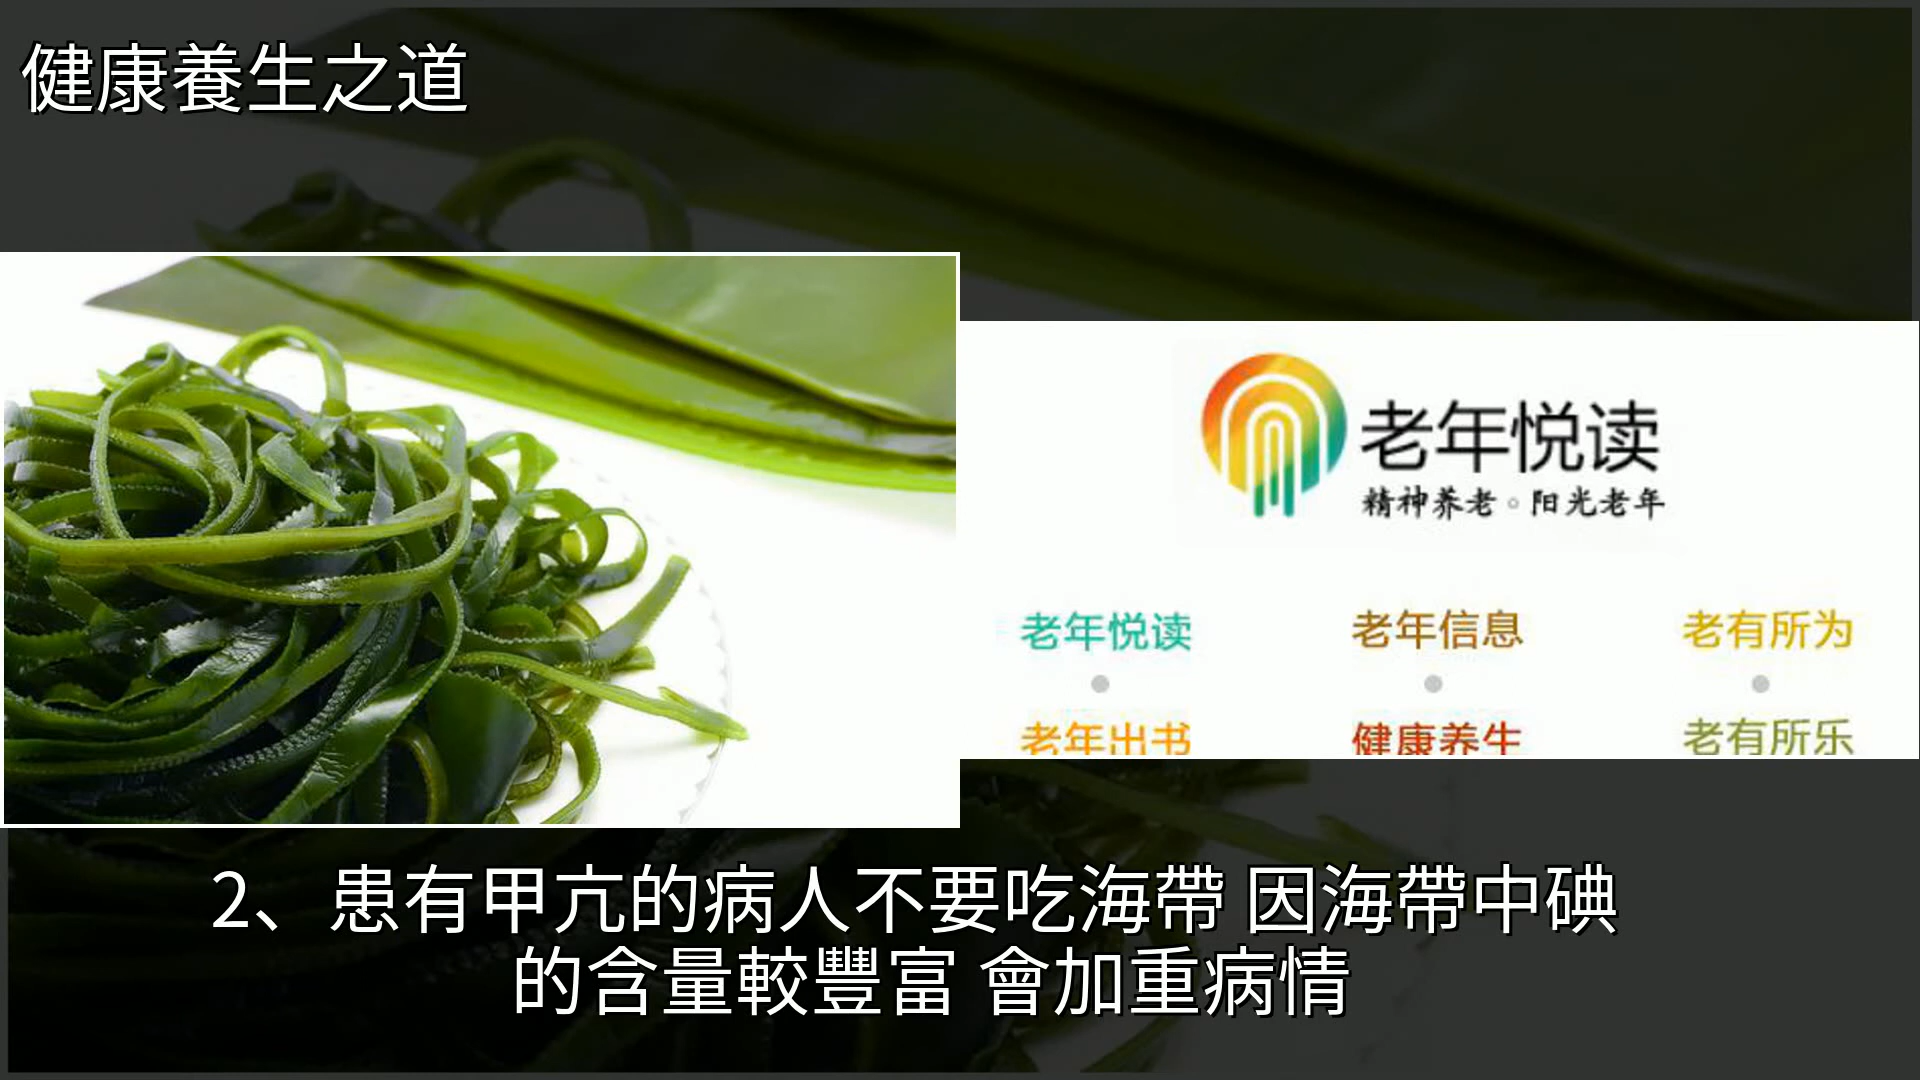 健康養生之道
老年悦读
精神养老。阳光老年
老年悦读
老年信息
老有所为
老年出书
健康养生
老有所乐
2、患有甲亢的病人不要吃海帶 因海帶中碘
的含量較豐富 會加重病情